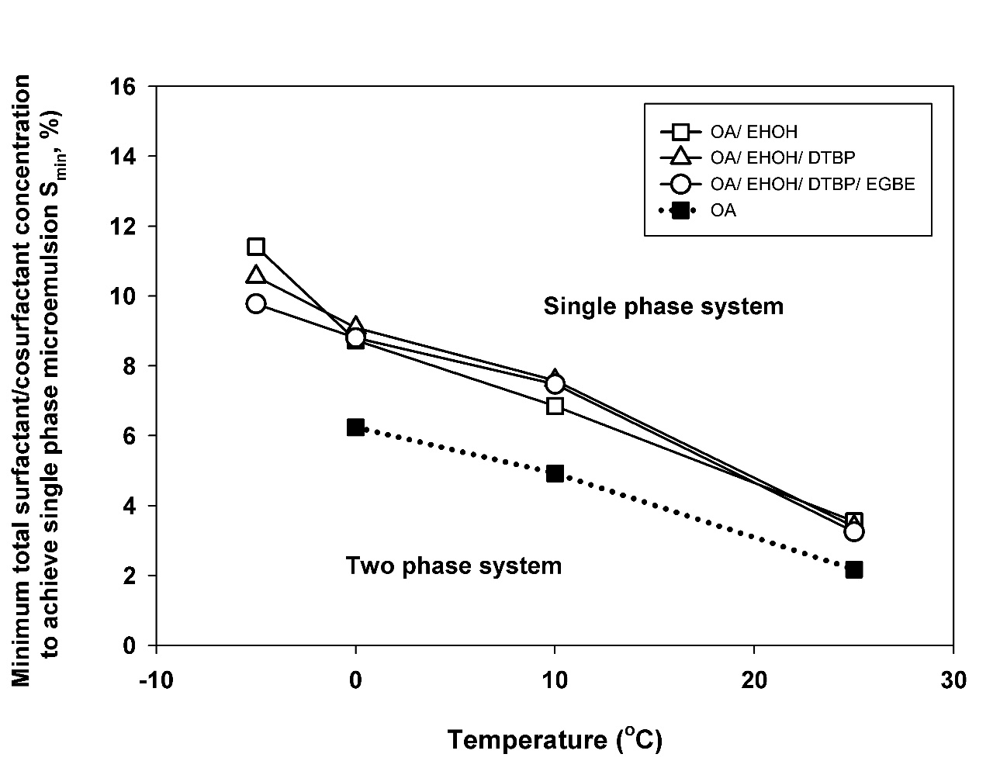 Minimum total surfactant/cosurfactant concentration
to achieve single phase microemulsion Smin, %)
16
14
12
10
8
6
4
2
0
OA/ EHOH
OA/ EHOH/ DTBP
OA/ EHOH/ DTBP/ EGBE
OA
Single phase system
Two phase system
-10 0 10 20 30
Temperature (oC)